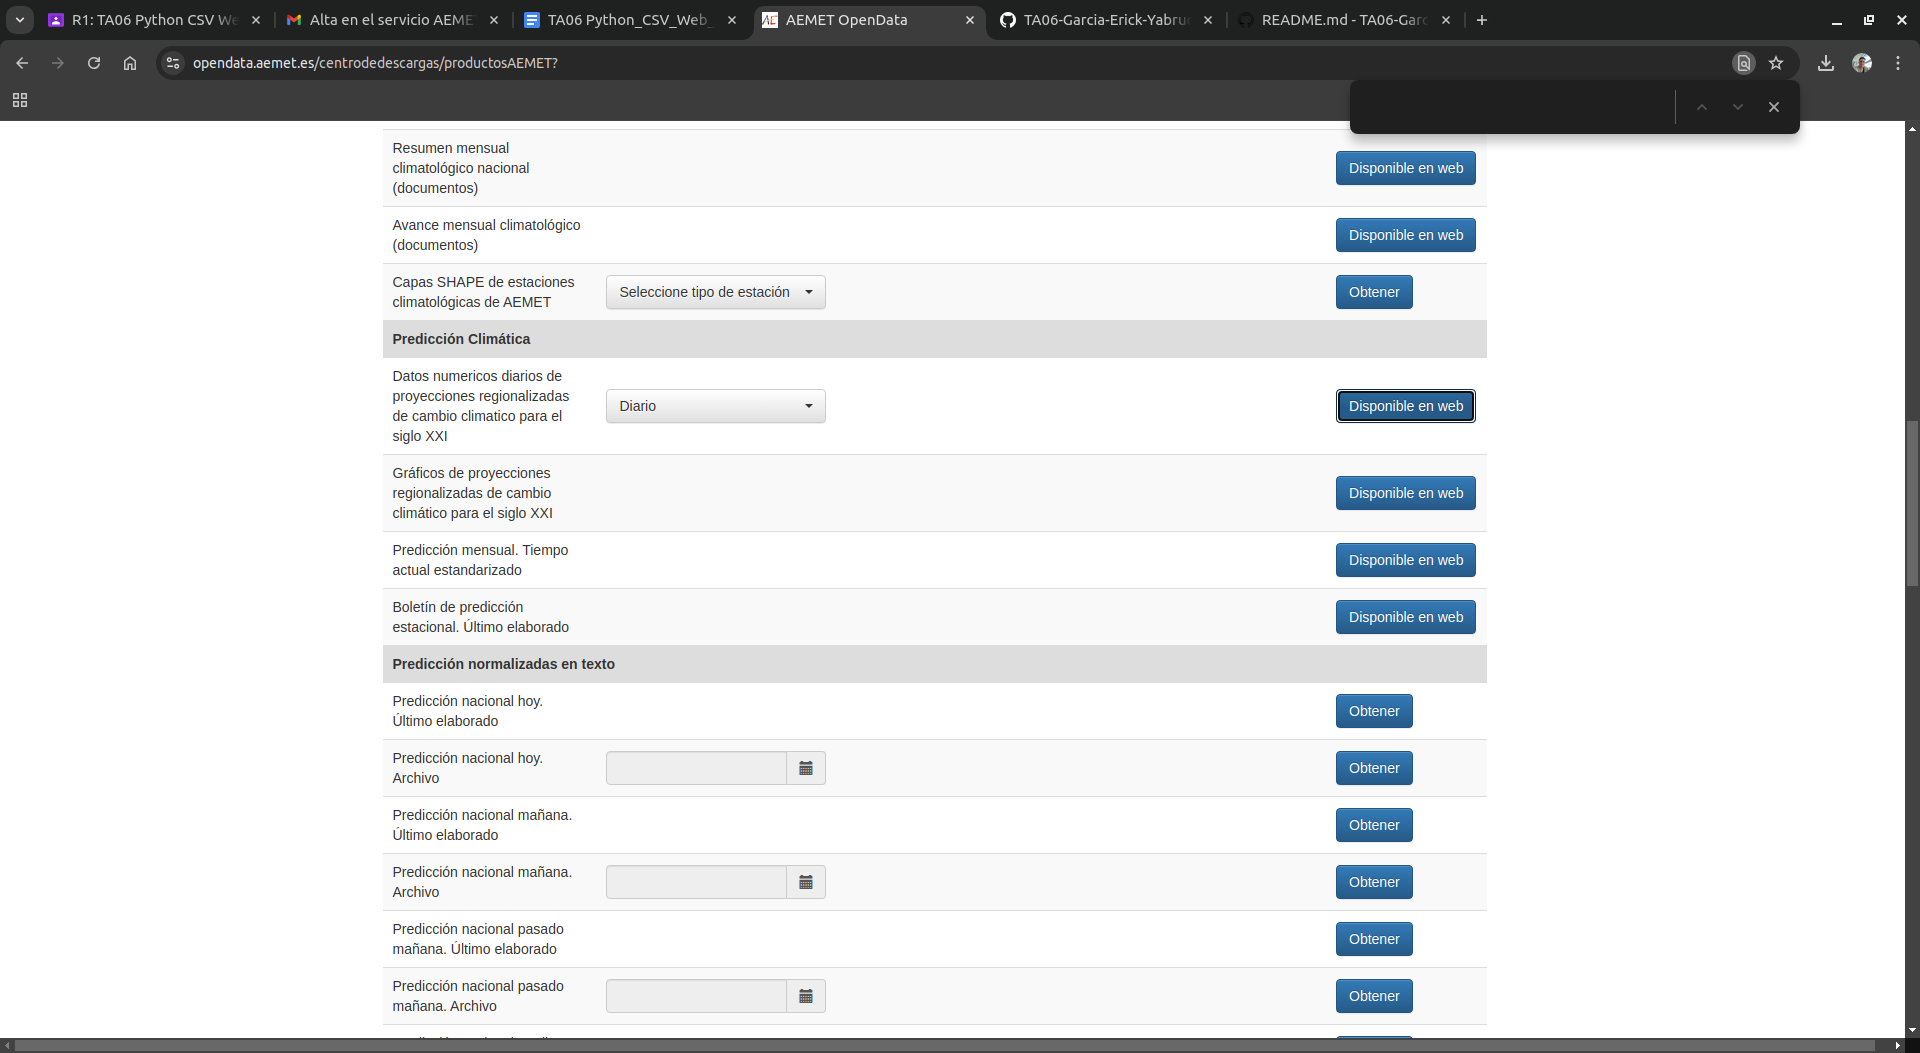 R1: TA06 Python CSV We
Alta en el servicio AEME
TA06 Python_CSV_Web_
AEMET OpenData
TA06-Garcia-Erick-Yabru
README.md - TA06-Garc
opendata.aemet.es/centrodedescargas/productosAEMET?
Resumen mensual
climatológico nacional
(documentos)
Disponible en web
Avance mensual climatológico
(documentos)
Disponible en web
Capas SHAPE de estaciones
climatológicas de AEMET
Seleccione tipo de estación
Obtener
Predicción Climática
Datos numericos diarios de
proyecciones regionalizadas
de cambio climatico para el
siglo XXI
Diario
Disponible en web
Gráficos de proyecciones
regionalizadas de cambio
climático para el siglo XXI
Disponible en web
Predicción mensual. Tiempo
actual estandarizado
Disponible en web
Boletín de predicción
estacional. Último elaborado
Disponible en web
Predicción normalizadas en texto
Predicción nacional hoy.
Último elaborado
Obtener
Predicción nacional hoy.
Archivo
Obtener
Predicción nacional mañana.
Último elaborado
Obtener
Predicción nacional mañana.
Archivo
Obtener
Predicción nacional pasado
mañana. Último elaborado
Obtener
Predicción nacional pasado
mañana. Archivo
Obtener